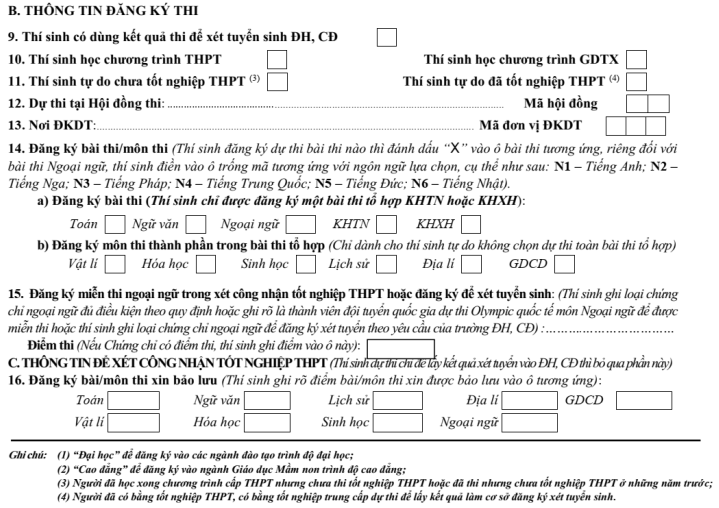 B. THÔNG TIN ĐĂNG KÝ THI
9. Thí sinh có dùng kết quả thi để xét tuyển sinh ĐH, CĐ
10. Thí sinh học chương trình THPT Thí sinh học chương trình GDTX
11. Thí sinh tự do chưa tốt nghiệp THPT (3) Thí sinh tự do đã tốt nghiệp THPT (4)
12. Dự thi tại Hội đồng thi: ........................................................ Mã hội đồng
13. Nơi ĐKDT:........................................................ Mã đơn vị ĐKDT
14. Đăng ký bài thi/môn thi (Thí sinh đăng ký dự thi bài thi nào thì đánh dấu “X” vào ô bài thi tương ứng, riêng đối với
bài thi Ngoại ngữ, thí sinh điền vào ô trống mã tương ứng với ngôn ngữ lựa chọn, cụ thể như sau: N1 – Tiếng Anh; N2 –
Tiếng Nga; N3 – Tiếng Pháp; N4 – Tiếng Trung Quốc; N5 – Tiếng Đức; N6 – Tiếng Nhật).
a) Đăng ký bài thi (Thí sinh chỉ được đăng ký một bài thi tổ hợp KHTN hoặc KHXH):
Toán Ngữ văn Ngoại ngữ KHTN KHXH
b) Đăng ký môn thi thành phần trong bài thi tổ hợp (Chỉ dành cho thí sinh tự do không chọn dự thi toàn bài thi tổ hợp)
Vật lí Hóa học Sinh học Lịch sử Địa lí GDCD
15. Đăng ký miễn thi ngoại ngữ trong xét công nhận tốt nghiệp THPT hoặc đăng ký để xét tuyển sinh: (Thí sinh ghi loại chứng
chỉ ngoại ngữ đủ điều kiện theo quy định hoặc ghi rõ là thành viên đội tuyển quốc gia dự thi Olympic quốc tế môn Ngoại ngữ để được
miễn thi hoặc thí sinh ghi loại chứng chỉ ngoại ngữ để đăng ký xét tuyển theo yêu cầu của trường ĐH, CĐ) :................................
Điểm thi (Nếu Chứng chỉ có điểm thi, thí sinh ghi điểm vào ô này):
C. THÔNG TIN ĐỂ XÉT CÔNG NHẬN TỐT NGHIỆP THPT (Thí sinh dự thi chỉ để lấy kết quả xét tuyển vào ĐH, CĐ thì bỏ qua phần này)
16. Đăng ký bài/môn thi xin bảo lưu (Thí sinh ghi rõ điểm bài/môn thi xin được bảo lưu vào ô tương ứng):
Toán Ngữ văn Lịch sử Địa lí GDCD
Vật lí Hóa học Sinh học Ngoại ngữ
Ghi chú: (1) “Đại học” để đăng ký vào các ngành đào tạo trình độ đại học;
(2) “Cao đẳng” để đăng ký vào ngành Giáo dục Mầm non trình độ cao đẳng;
(3) Người đã học xong chương trình cấp THPT nhưng chưa thi tốt nghiệp THPT hoặc đã thi nhưng chưa tốt nghiệp THPT ở những năm trước;
(4) Người đã có bằng tốt nghiệp THPT, có bằng tốt nghiệp trung cấp dự thi để lấy kết quả làm cơ sở đăng ký xét tuyển sinh.